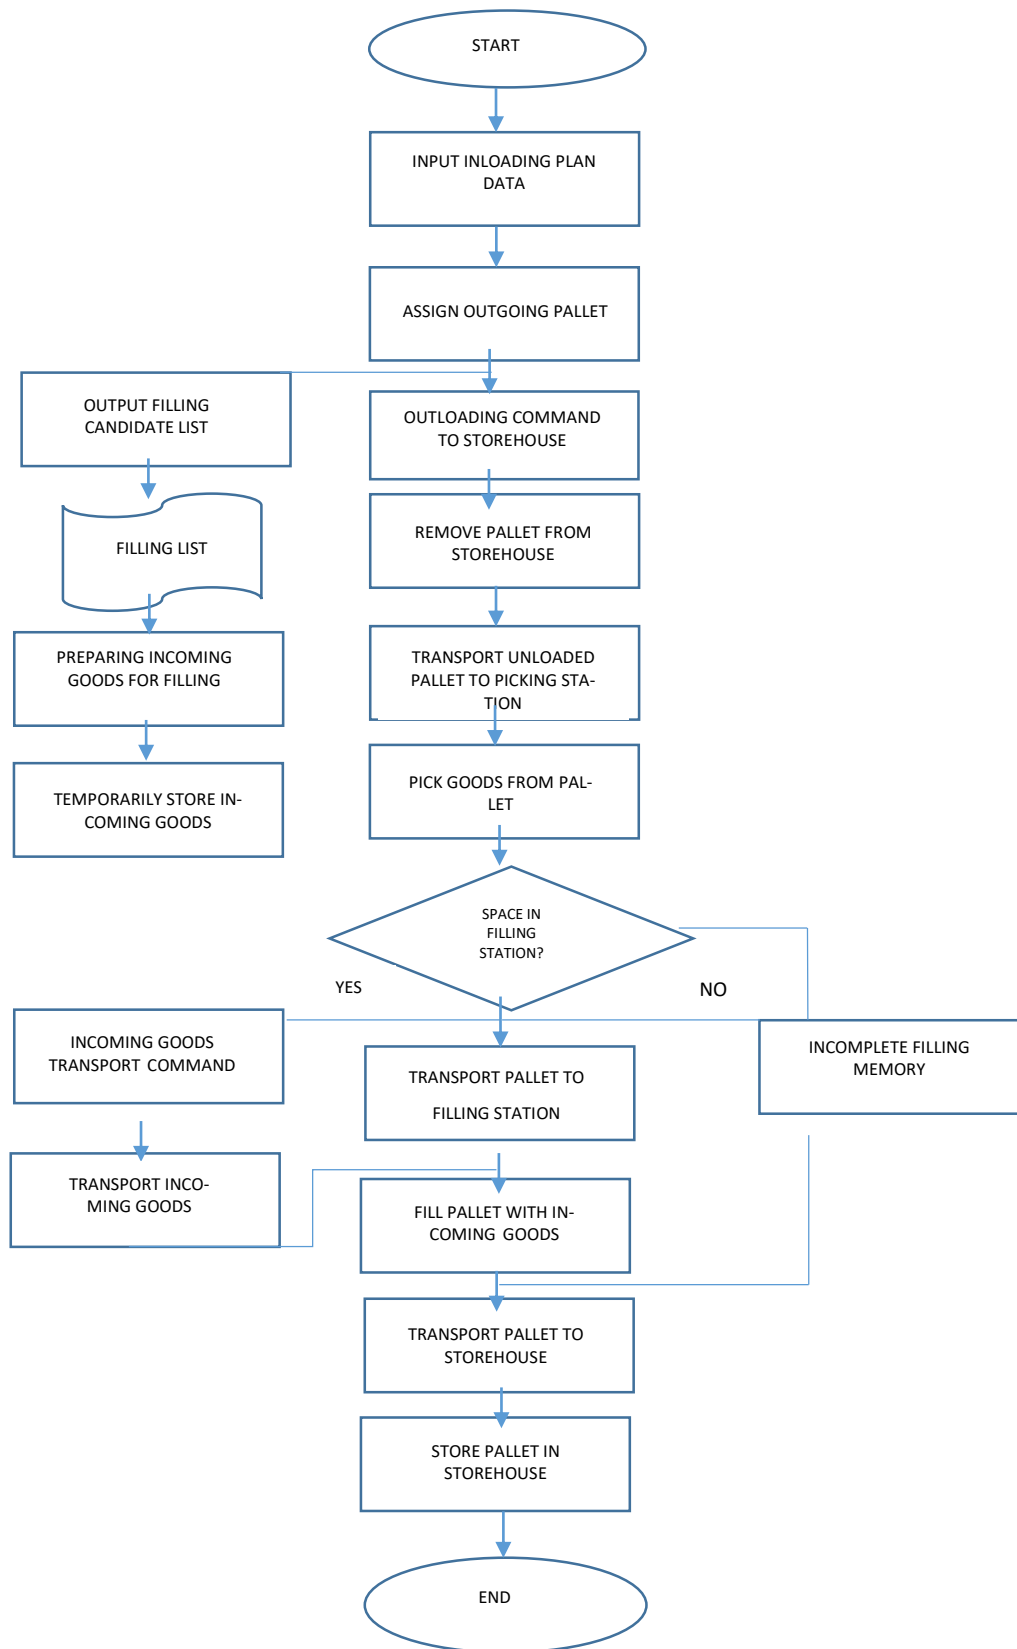 START
INPUT INLOADING PLAN
DATA
ASSIGN OUTGOING PALLET
OUTPUT FILLING
CANDIDATE LIST
OUTLOADING COMMAND
TO STOREHOUSE
FILLING LIST
REMOVE PALLET FROM
STOREHOUSE
PREPARING INCOMING
GOODS FOR FILLING
TRANSPORT UNLOADED
PALLET TO PICKING STA-
TION
TEMPORARILY STORE IN-
COMING GOODS
PICK GOODS FROM PAL-
LET
SPACE IN
FILLING
STATION?
YES
NO
INCOMING GOODS
TRANSPORT COMMAND
TRANSPORT PALLET TO
FILLING STATION
INCOMPLETE FILLING
MEMORY
TRANSPORT INCO-
MING GOODS
FILL PALLET WITH IN-
COMING GOODS
TRANSPORT PALLET TO
STOREHOUSE
STORE PALLET IN
STOREHOUSE
END